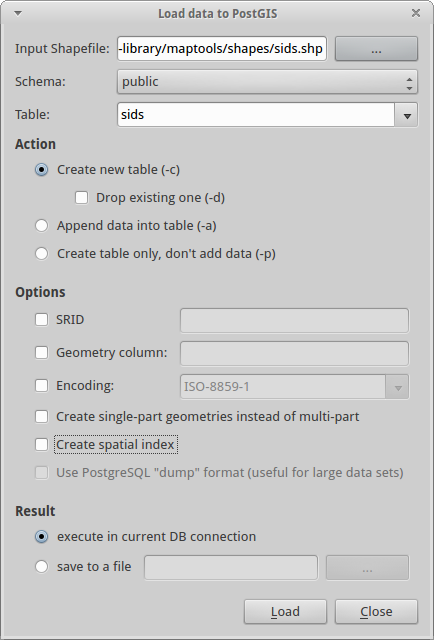 Load data to PostGIS
Input Shapefile: -library/maptools/shapes/sids.shp ...
Schema: public
Table: sids
Action
Create new table (-c)
Drop existing one (-d)
Append data into table (-a)
Create table only, don't add data (-p)
Options
SRID
Geometry column:
Encoding: ISO-8859-1
Create single-part geometries instead of multi-part
Create spatial index
Use PostgreSQL "dump" format (useful for large data sets)
Result
execute in current DB connection
save to a file ...
Load Close